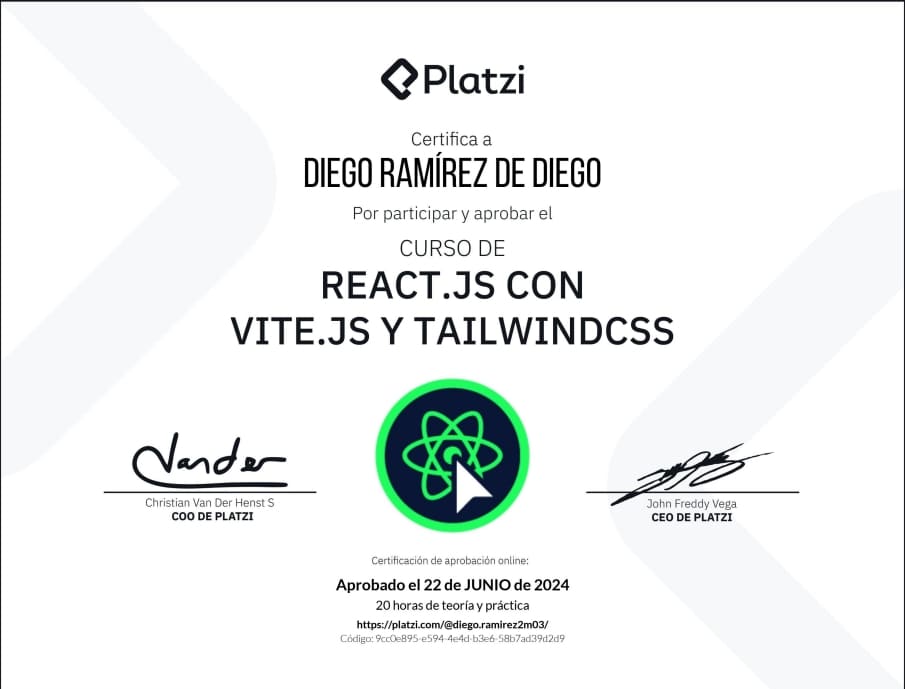 Platzi
Certifica a
DIEGO RAMÍREZ DE DIEGO
Por participar y aprobar el
CURSO DE
REACT.JS CON
VITE.JS Y TAILWINDCSS
Vander
Christian Van Der Henst S
COO DE PLATZI
John Freddy Vega
CEO DE PLATZI
Certificación de aprobación online:
Aprobado el 22 de JUNIO de 2024
20 horas de teoría y práctica
https://platzi.com/@diego.ramirez2m03/
Código: 9cc0e895-e594-4e4d-b3e6-58b7ad39d2d9